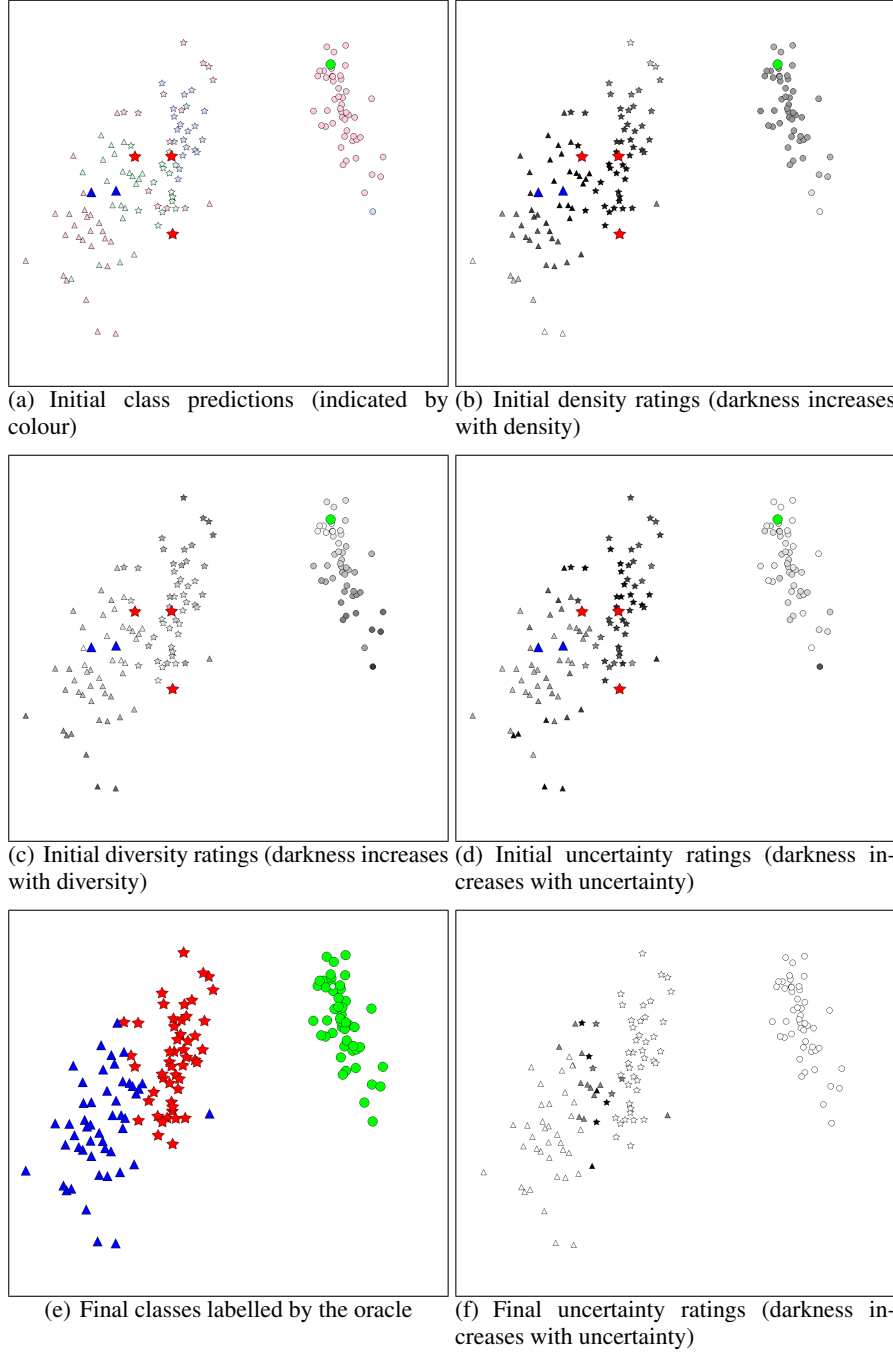 (a) Initial class predictions (indicated by
colour)
(b) Initial density ratings (darkness increases
with density)
(c) Initial diversity ratings (darkness increases
with diversity)
(d) Initial uncertainty ratings (darkness in-
creases with uncertainty)
(e) Final classes labelled by the oracle
(f) Final uncertainty ratings (darkness in-
creases with uncertainty)